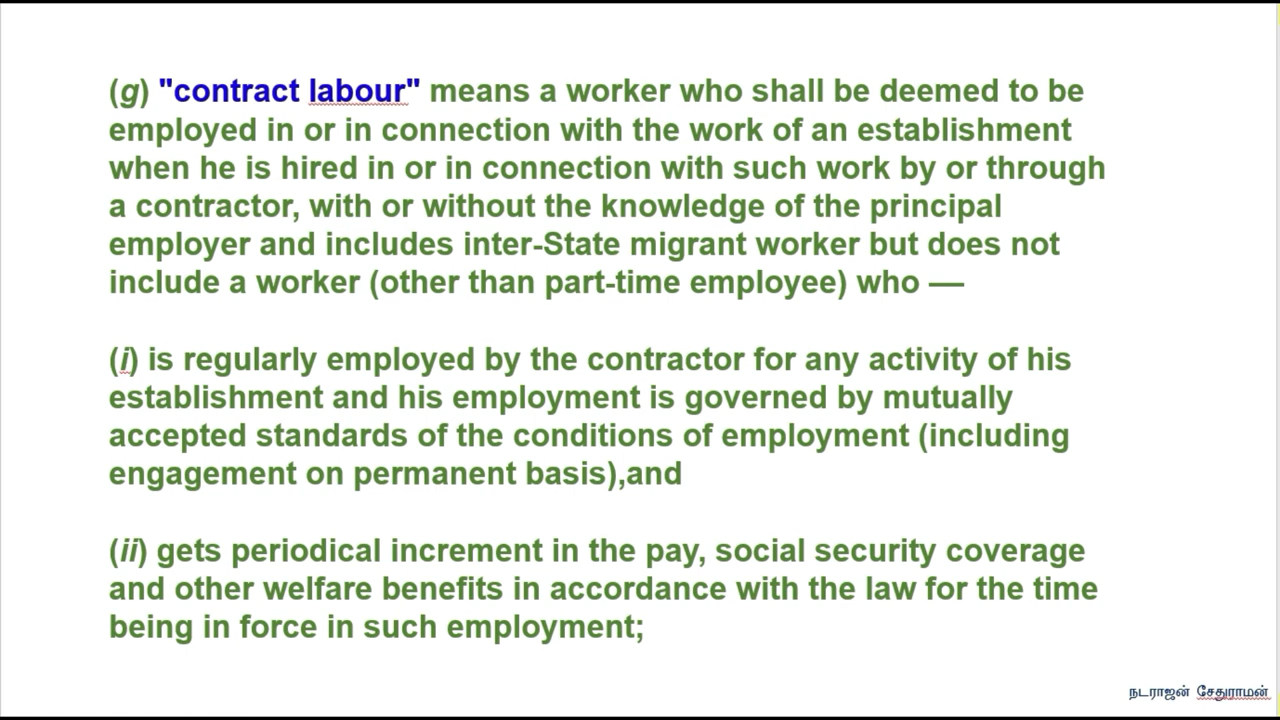 (g) "contract labour" means a worker who shall be deemed to be
employed in or in connection with the work of an establishment
when he is hired in or in connection with such work by or through
a contractor, with or without the knowledge of the principal
employer and includes inter-State migrant worker but does not
include a worker (other than part-time employee) who —
(i) is regularly employed by the contractor for any activity of his
establishment and his employment is governed by mutually
accepted standards of the conditions of employment (including
engagement on permanent basis),and
(ii) gets periodical increment in the pay, social security coverage
and other welfare benefits in accordance with the law for the time
being in force in such employment;
நடராஜன் சேதுராமன்